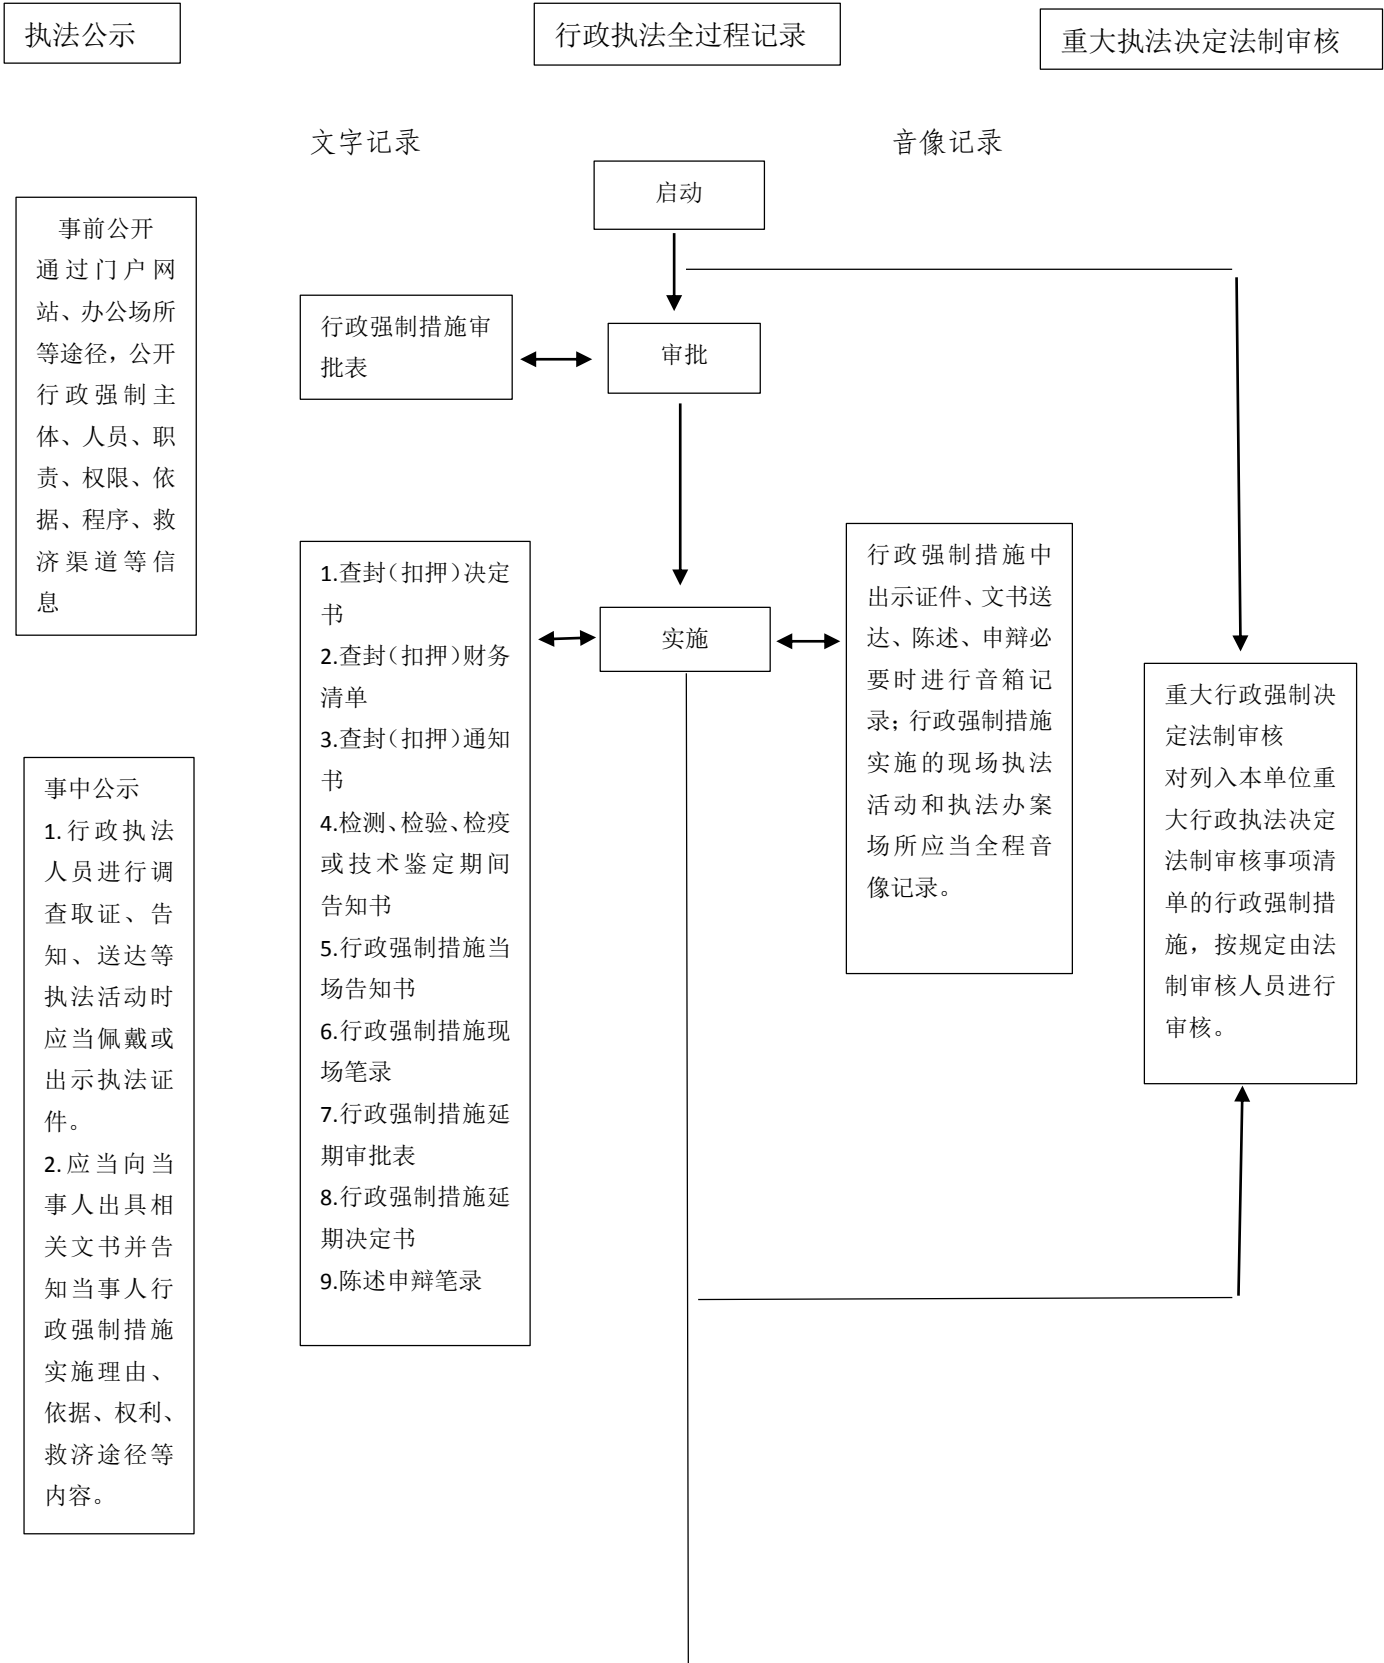 执法公示
行政执法全过程记录
重大执法决定法制审核
文字记录
音像记录
启动
事前公开
通过门户网
站、办公场所
等途径，公开
行政强制主
体、人员、职
责、权限、依
据、程序、救
济渠道等信
息
行政强制措施审
批表
审批
1.查封（扣押）决定
书
2.查封（扣押）财务
清单
3.查封（扣押）通知
书
4.检测、检验、检疫
或技术鉴定期间
告知书
5.行政强制措施当
场告知书
6.行政强制措施现
场笔录
7.行政强制措施延
期审批表
8.行政强制措施延
期决定书
9.陈述申辩笔录
实施
行政强制措施中
出示证件、文书送
达、陈述、申辩必
要时进行音箱记
录；行政强制措施
实施的现场执法
活动和执法办案
场所应当全程音
像记录。
重大行政强制决
定法制审核
对列入本单位重
大行政执法决定
法制审核事项清
单的行政强制措
施，按规定由法
制审核人员进行
审核。
事中公示
1.行政执法
人员进行调
查取证、告
知、送达等
执法活动时
应当佩戴或
出示执法证
件。
2.应当向当
事人出具相
关文书并告
知当事人行
政强制措施
实施理由、
依据、权利、
救济途径等
内容。